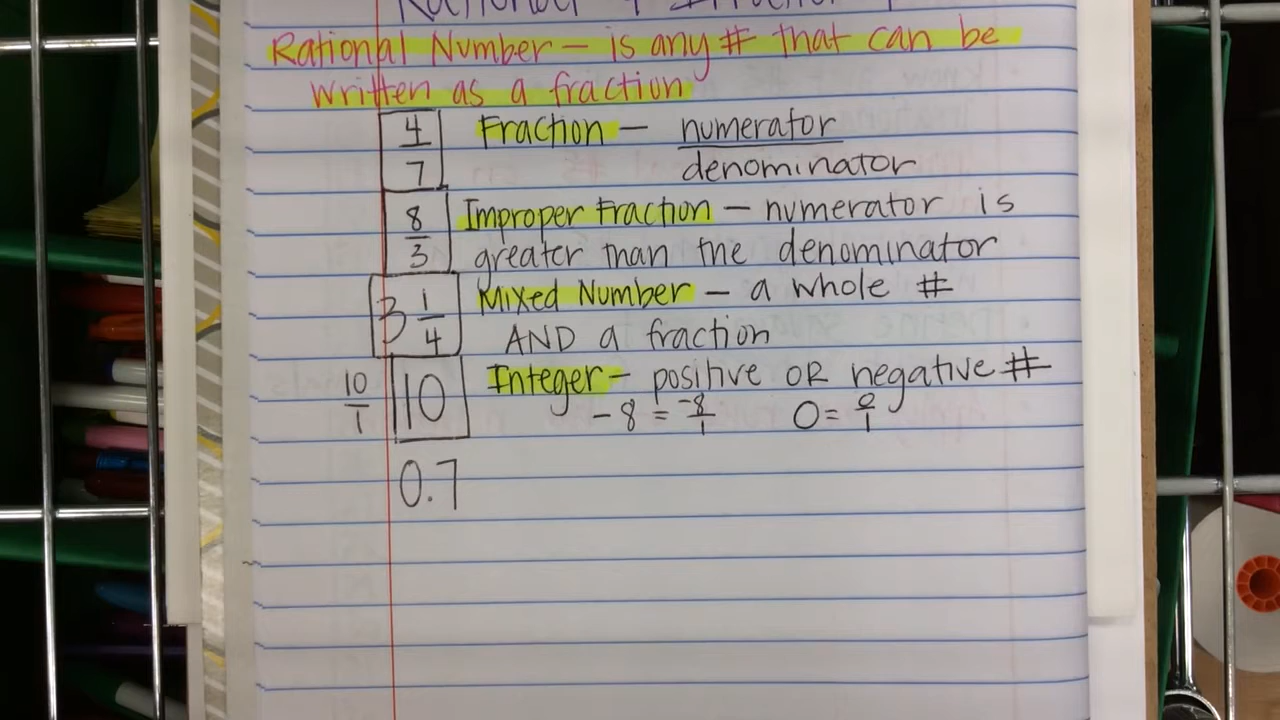 Rational Number - is any # that can be
written as a fraction
4/7 Fraction - numerator
denominator
8/3 Improper Fraction - numerator is
greater than the denominator
3 1/4 Mixed Number - a whole #
AND a fraction
10/1 10 Integer - positive OR negative #
-8 = -8/1 0 = 0/1
0.7